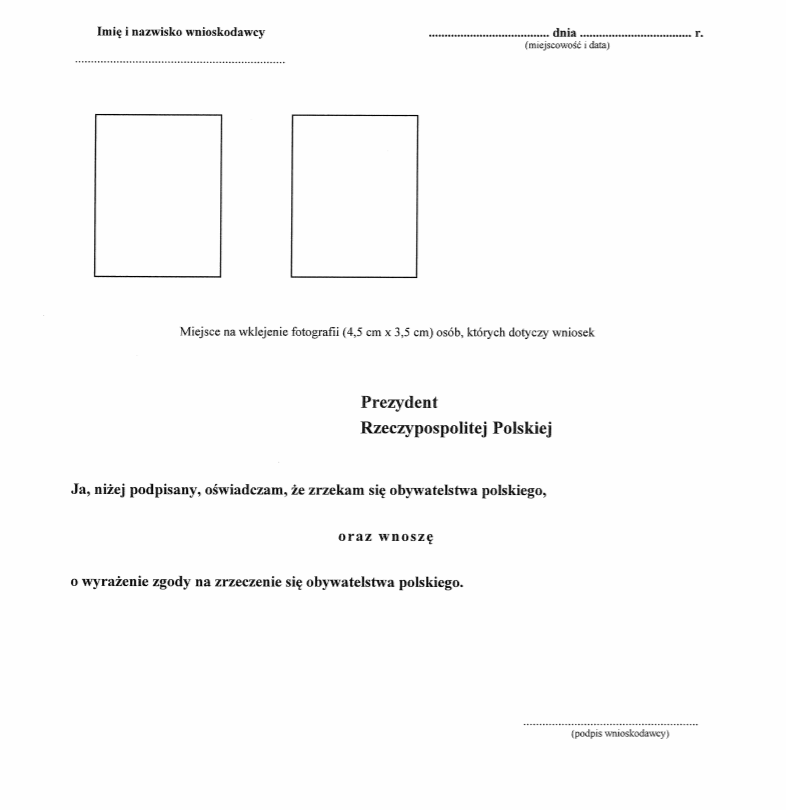 Imię i nazwisko wnioskodawcy
...................................... dnia ................................... r.
(miejscowość i data)
......................................................................
Miejsce na wklejenie fotografii (4,5 cm x 3,5 cm) osób, których dotyczy wniosek
Prezydent
Rzeczypospolitej Polskiej
Ja, niżej podpisany, oświadczam, że zrzekam się obywatelstwa polskiego,
oraz wnoszę
o wyrażenie zgody na zrzeczenie się obywatelstwa polskiego.
..........................................................
(podpis wnioskodawcy)